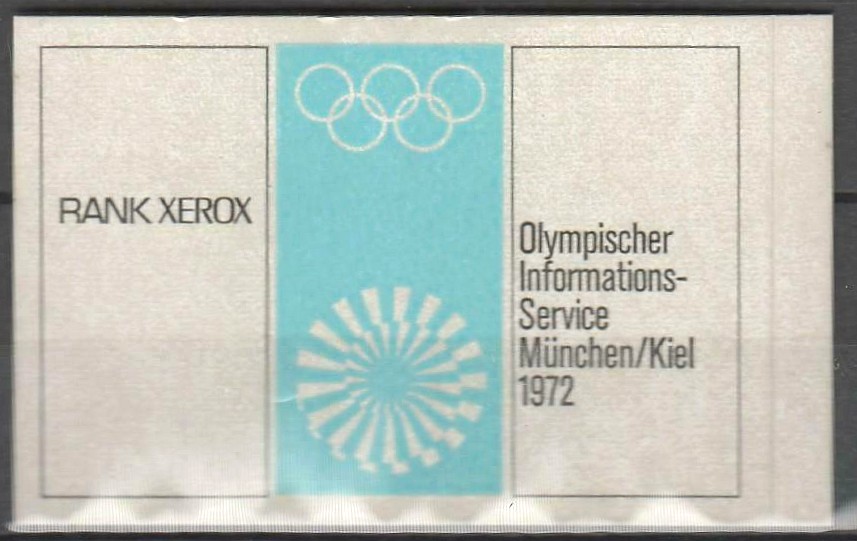 RANK XEROX
Olympischer
Informations-
Service
München/Kiel
1972